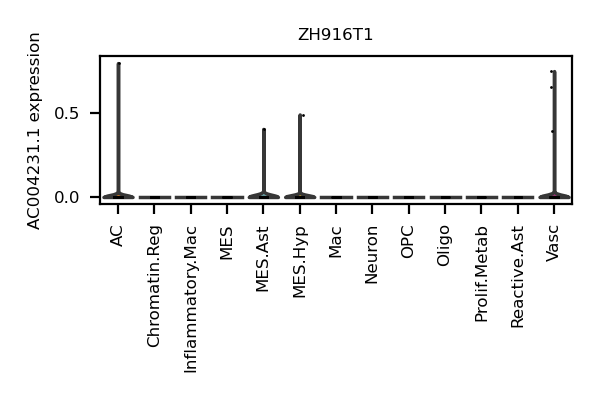 ZH916T1
AC004231.1 expression
0.5
0.0
AC
Chromatin.Reg
Inflammatory.Mac
MES
MES.Ast
MES.Hyp
Mac
Neuron
OPC
Oligo
Prolif.Metab
Reactive.Ast
Vasc